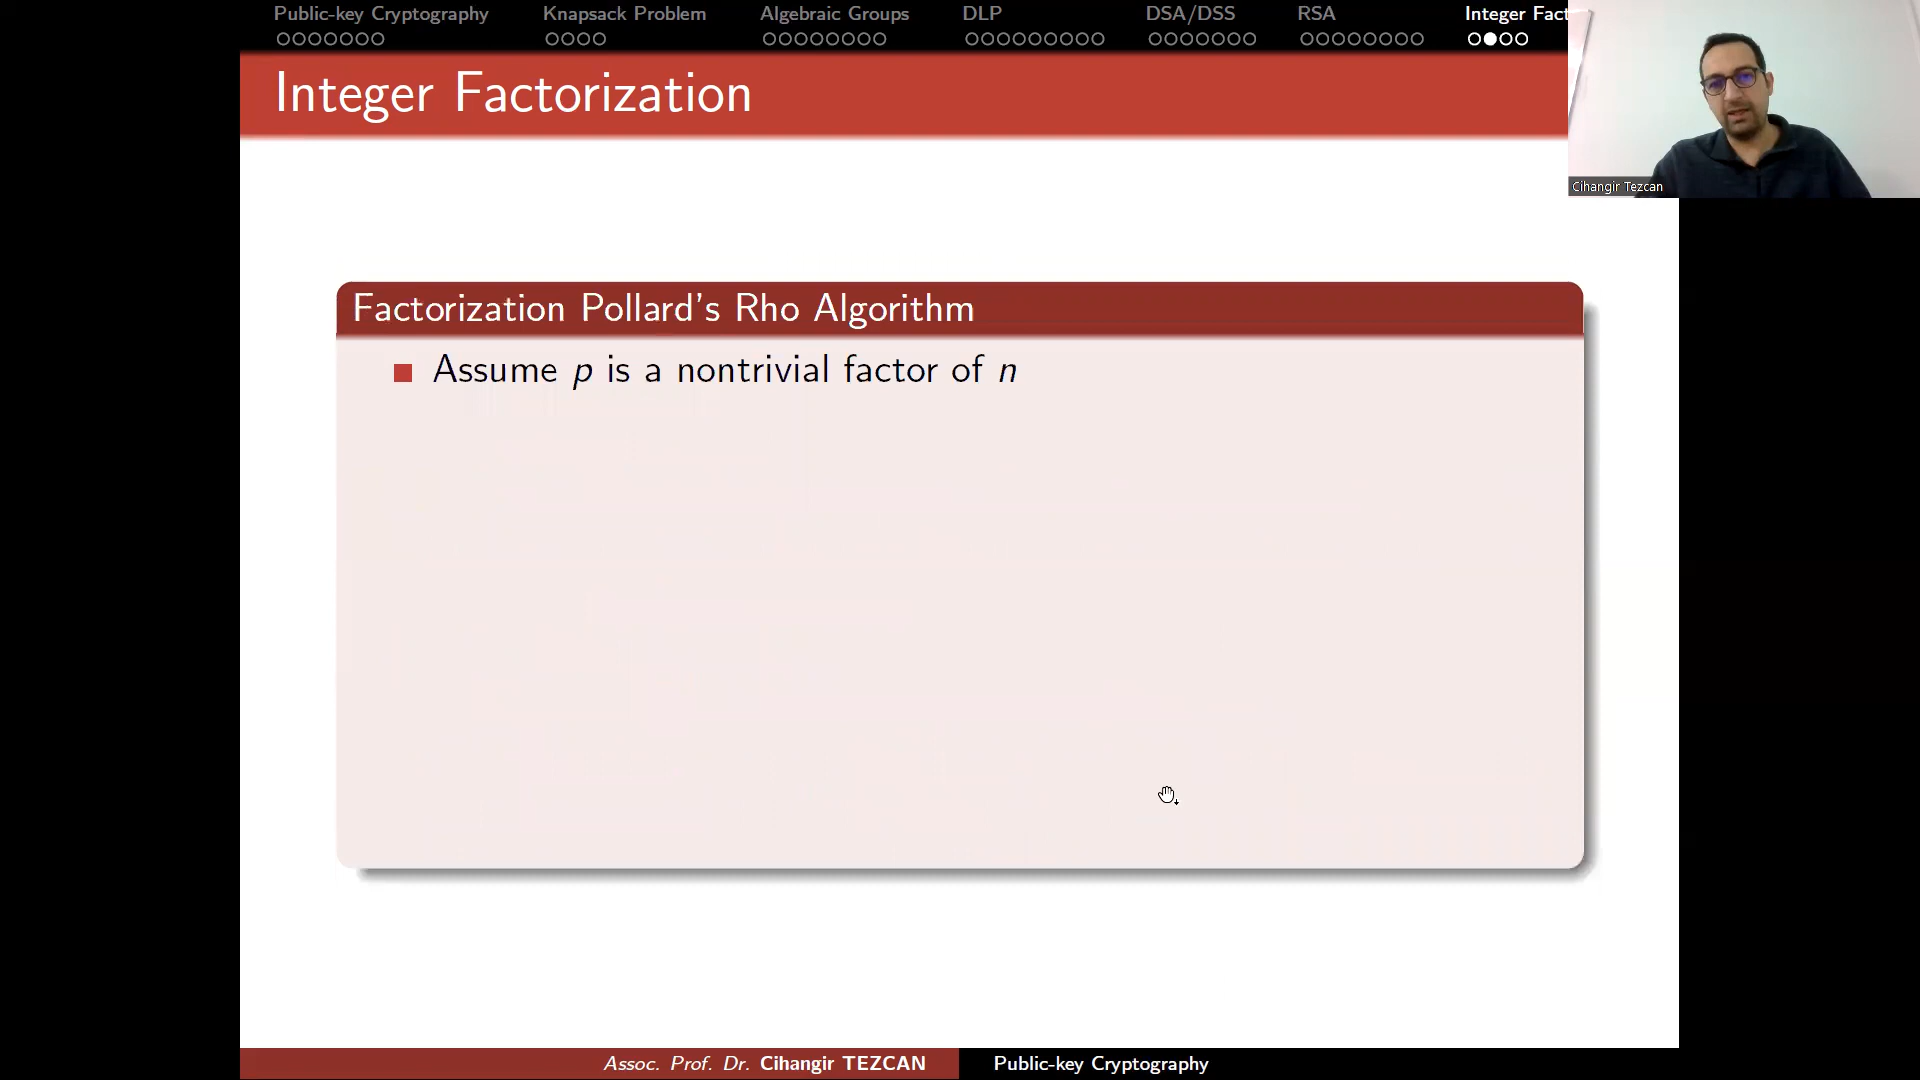 Public-key Cryptography Knapsack Problem Algebraic Groups DLP DSA/DSS RSA Integer Fact
Integer Factorization
Cihangir Tezcan
Factorization Pollard's Rho Algorithm
Assume p is a nontrivial factor of n
Assoc. Prof. Dr. Cihangir TEZCAN Public-key Cryptography